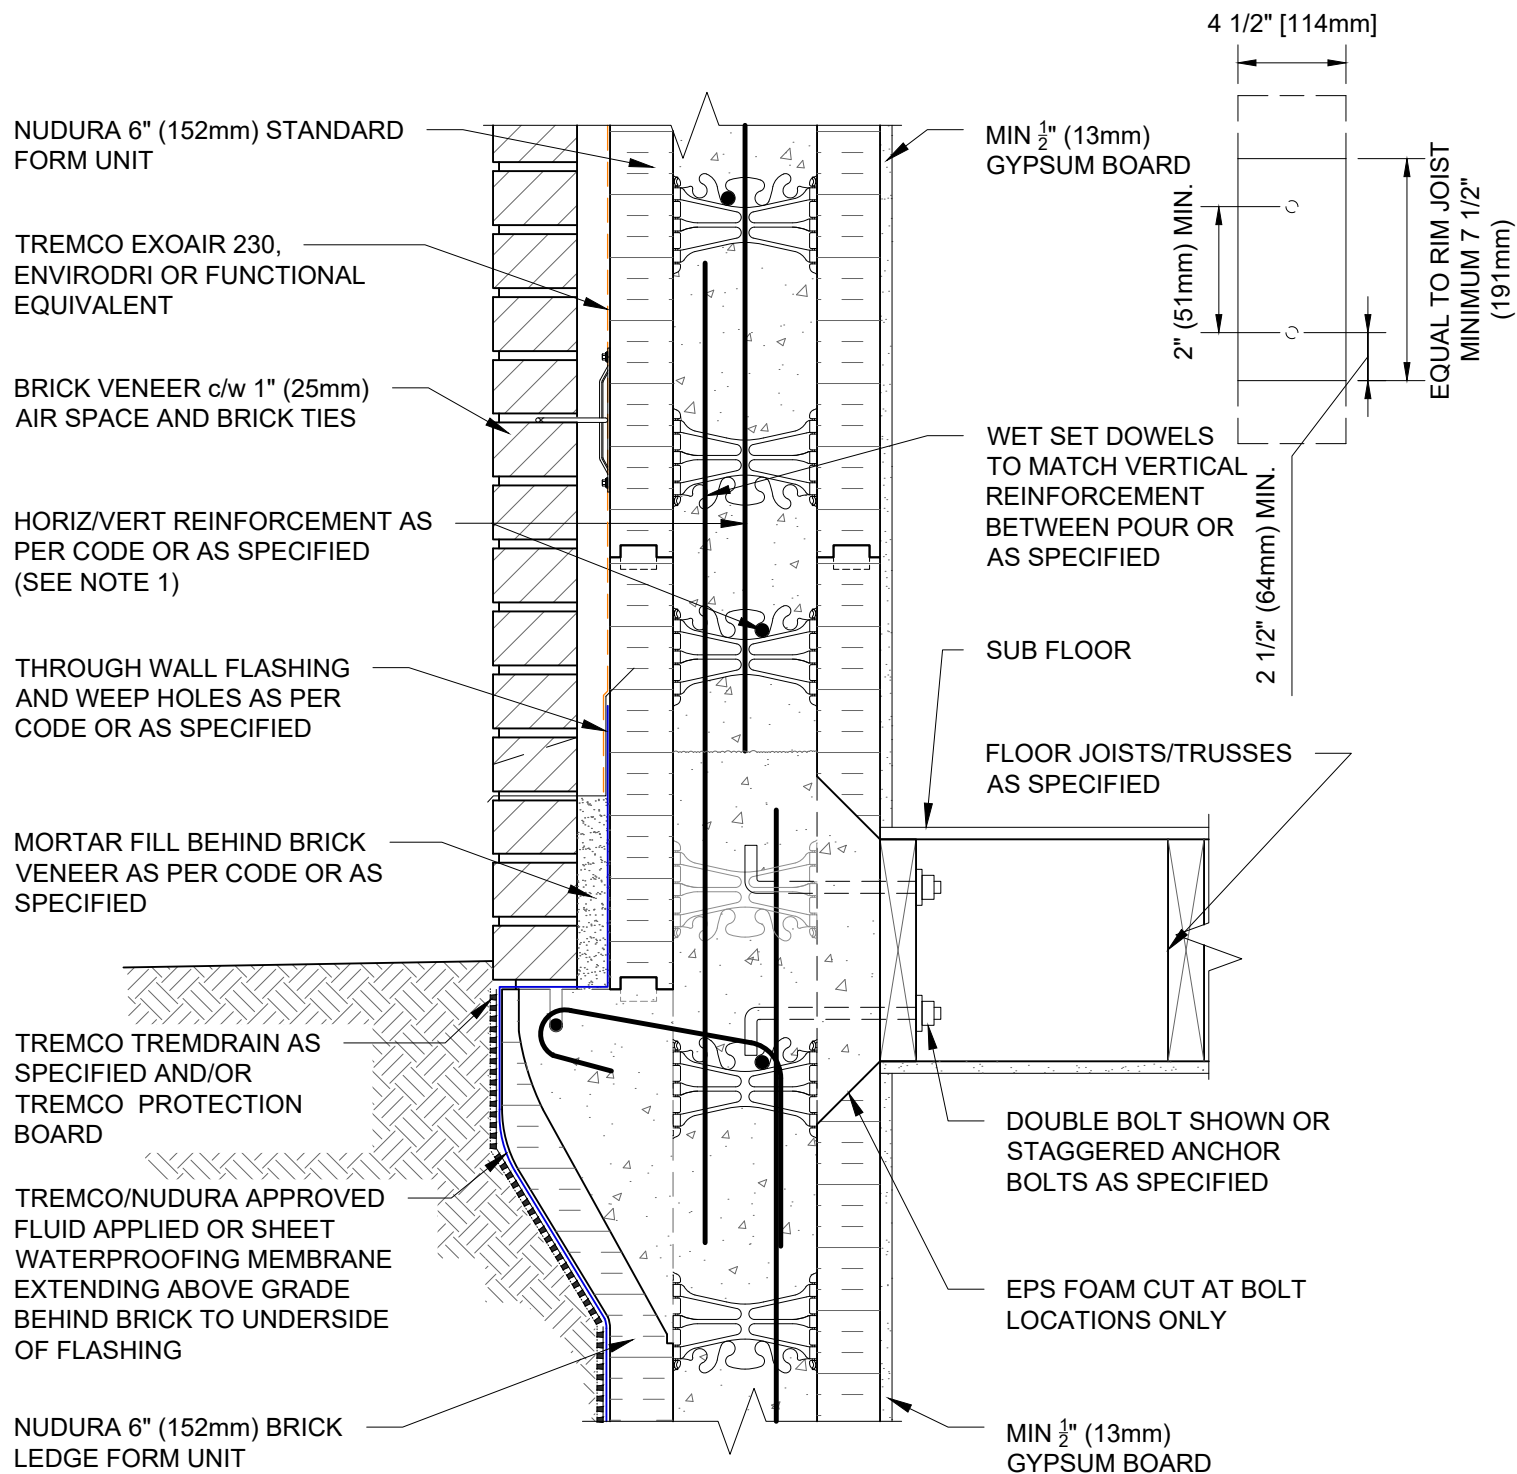 NUDURA 6" (152mm) STANDARD
FORM UNIT
TREMCO EXOAIR 230,
ENVIRODRI OR FUNCTIONAL
EQUIVALENT
BRICK VENEER c/w 1" (25mm)
AIR SPACE AND BRICK TIES
HORIZ/VERT REINFORCEMENT AS
PER CODE OR AS SPECIFIED
(SEE NOTE 1)
THROUGH WALL FLASHING
AND WEEP HOLES AS PER
CODE OR AS SPECIFIED
MORTAR FILL BEHIND BRICK
VENEER AS PER CODE OR AS
SPECIFIED
TREMCO TREMDRAIN AS
SPECIFIED AND/OR
TREMCO PROTECTION
BOARD
TREMCO/NUDURA APPROVED
FLUID APPLIED OR SHEET
WATERPROOFING MEMBRANE
EXTENDING ABOVE GRADE
BEHIND BRICK TO UNDERSIDE
OF FLASHING
NUDURA 6" (152mm) BRICK
LEDGE FORM UNIT
MIN 1/2" (13mm)
GYPSUM BOARD
WET SET DOWELS
TO MATCH VERTICAL
REINFORCEMENT
BETWEEN POUR OR
AS SPECIFIED
SUB FLOOR
FLOOR JOISTS/TRUSSES
AS SPECIFIED
DOUBLE BOLT SHOWN OR
STAGGERED ANCHOR
BOLTS AS SPECIFIED
EPS FOAM CUT AT BOLT
LOCATIONS ONLY
MIN 1/2" (13mm)
GYPSUM BOARD
4 1/2" [114mm]
2" (51mm) MIN.
EQUAL TO RIM JOIST
MINIMUM 7 1/2"
(191mm)
2 1/2" (64mm) MIN.